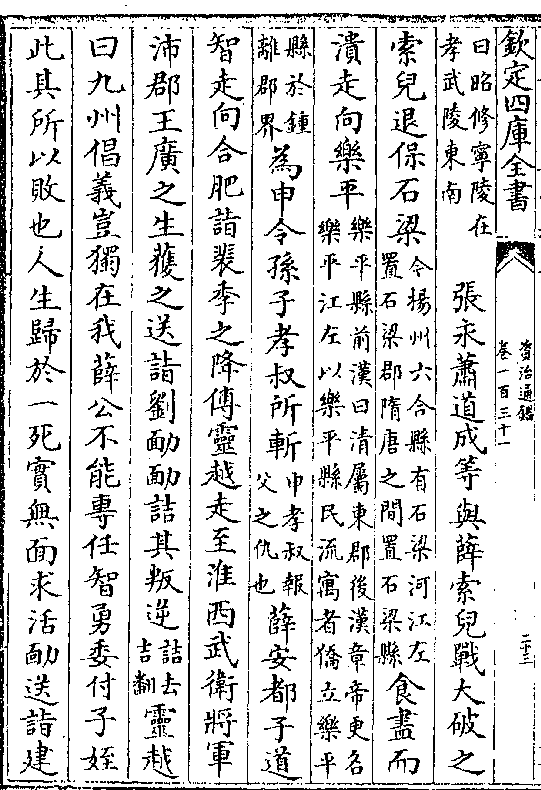 欽定四庫全書
資治通鑑
卷一百三十一
二十三
曰昭修寧陵在
孝武陵東南
張永蕭道成等與薛索兒戰大破之
索兒退保石梁
令揚州六合縣有石梁河江左
置石梁郡隋唐之間置石梁縣
食盡而
潰走向樂平
樂平縣前漢曰清屬東郡後漢章帝更名
樂平江左以樂平縣民流寓者僑立樂平
縣於鍾
離郡界
為申令孫子孝叔所斬
申孝叔報
父之仇也
薛安都子道
智走向合肥詣裴季之降傅靈越走至淮西武衛將軍
沛郡王廣之生獲之送詣劉勔勔詰其叛逆
詰去
吉翻
靈越
曰九州倡義豈獨在我薛公不能專任智勇委付子姪
此其所以敗也人生歸於一死實無面求活勔送詣建